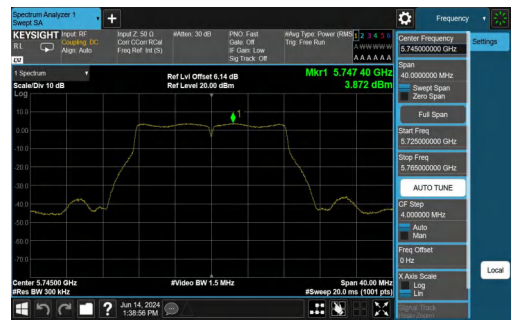 Spectrum Analyzer 1
Swept SA
Frequency
KEYSIGHT
RL
Input: RF
Coupling: DC
Align: Auto
Input Z: 50 Ω
Corr CCorr RCal
Freq Ref: Int (S)
#Atten: 30 dB
PNO: Fast
Gate: Off
IF Gain: Low
Sig Track: Off
#Avg Type: Power (RMS
Trig: Free Run
1 2 3 4 5 6
A W W W W W
A A A A A A
LV
1 Spectrum
Scale/Div 10 dB
Log
Ref Lvl Offset 6.14 dB
Ref Level 20.00 dBm
Mkr1 5.747 40 GHz
3.872 dBm
10.0
0.00
-10.0
-20.0
-30.0
-40.0
-50.0
-60.0
-70.0
1
Center 5.74500 GHz
#Res BW 300 kHz
#Video BW 1.5 MHz
Span 40.00 MHz
#Sweep 20.0 ms (1001 pts)
Center Frequency
5.745000000 GHz
Span
40.0000000 MHz
Swept Span
Zero Span
Full Span
Start Freq
5.725000000 GHz
Stop Freq
5.765000000 GHz
AUTO TUNE
CF Step
4.000000 MHz
Auto
Man
Freq Offset
0 Hz
X Axis Scale
Log
Lin
Signal Track
Settings
Local
Jun 14, 2024
1:38:56 PM